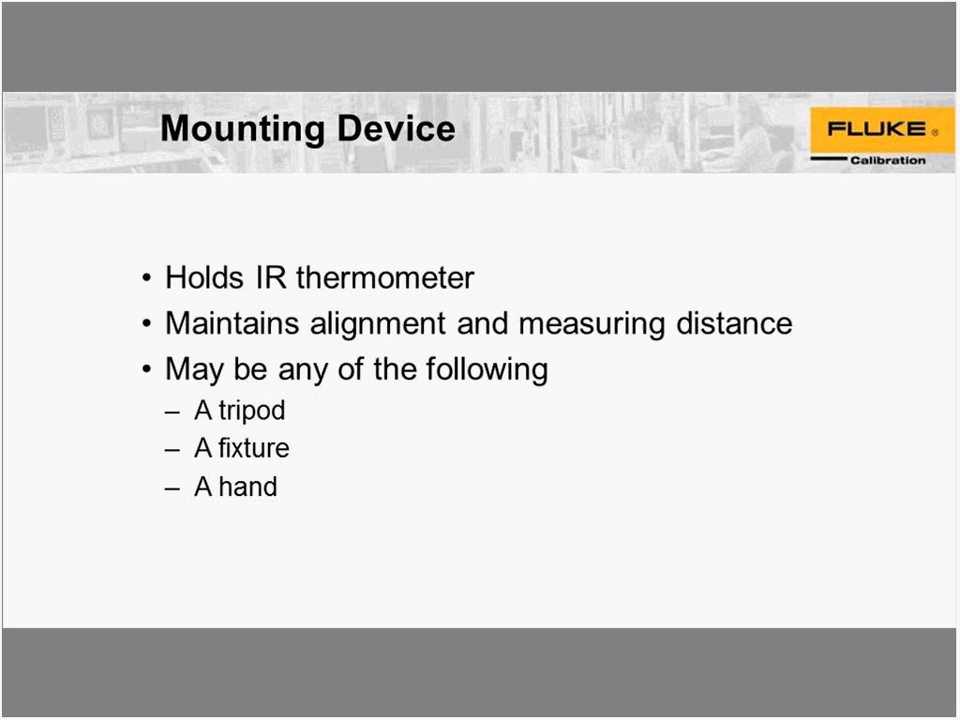 Mounting Device
FLUKE ®
Calibration
• Holds IR thermometer
• Maintains alignment and measuring distance
• May be any of the following
– A tripod
– A fixture
– A hand